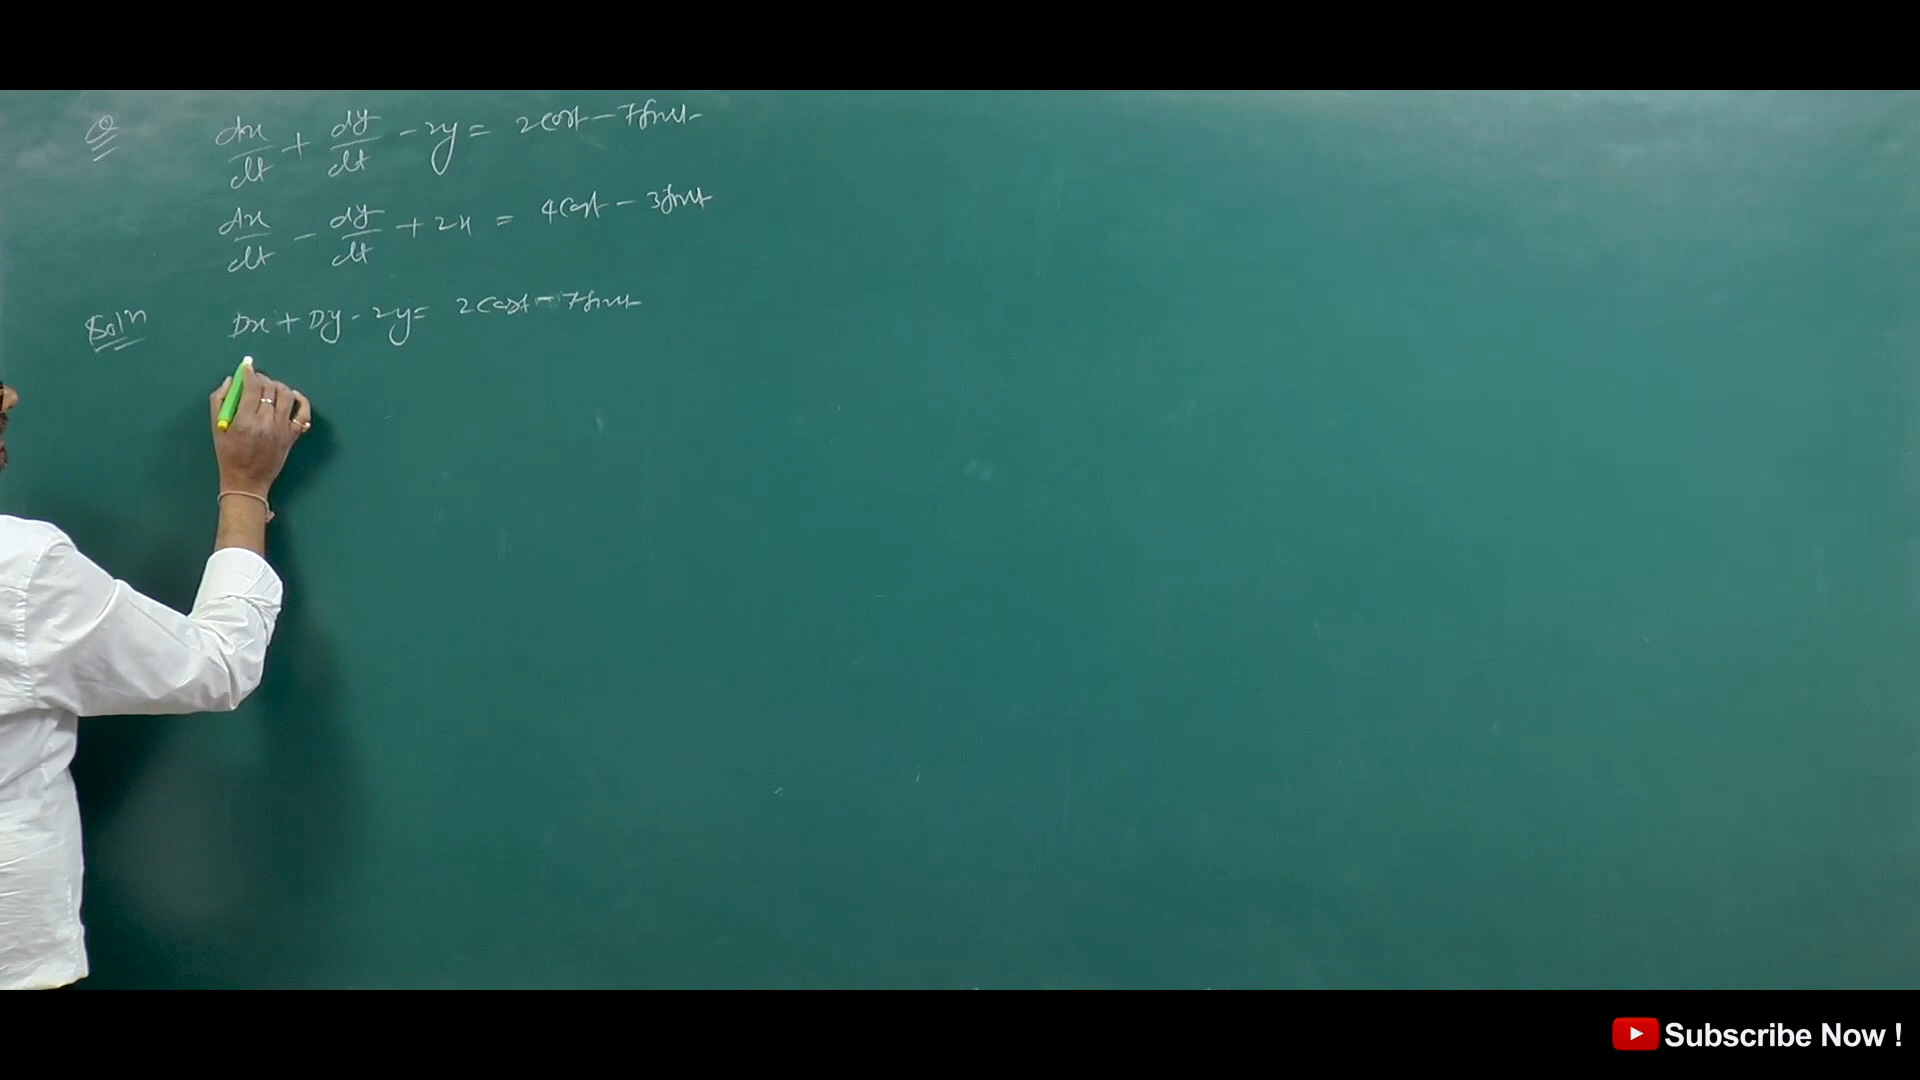 Q dx/dt + dy/dt - 2y = 2cost - 7sint
dx/dt - dy/dt + 2x = 4cost - 3sint
Soln Dx + Dy - 2y = 2cost - 7sint
Subscribe Now !